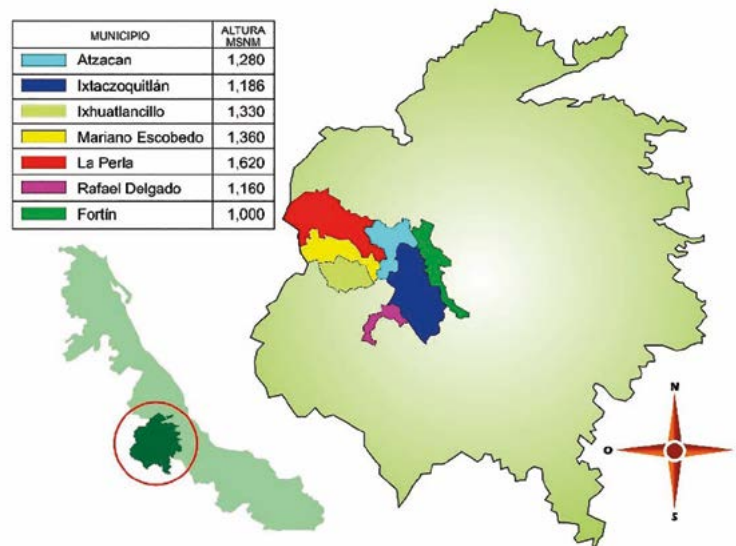 MUNICIPIO ALTURA MSNM
Atzacan 1,280
Ixtaczoquitlán 1,186
Ixhuatlancillo 1,330
Mariano Escobedo 1,360
La Perla 1,620
Rafael Delgado 1,160
Fortín 1,000
N
O E
S